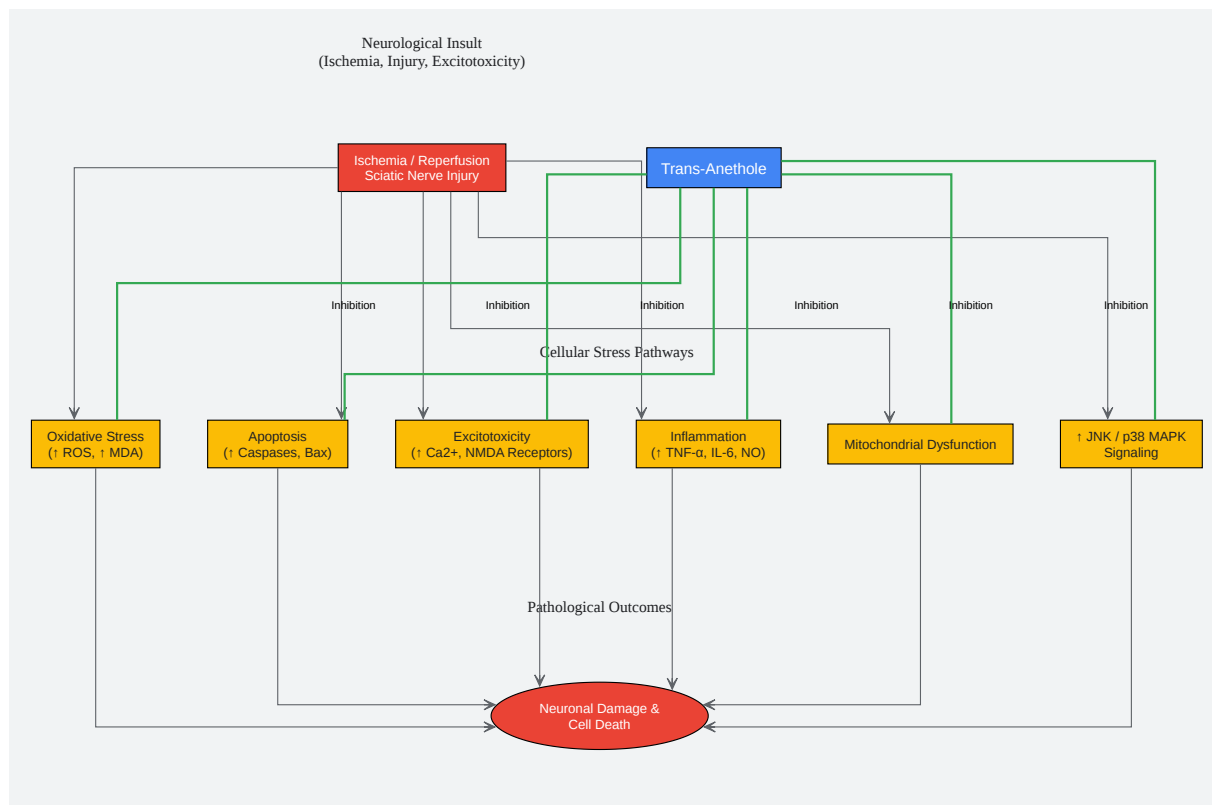 Neurological Insult
(Ischemia, Injury, Excitotoxicity)
Ischemia / Reperfusion
Sciatic Nerve Injury
Trans-Anethole
Inhibition
Inhibition
Inhibition
Inhibition
Inhibition
Inhibition
Cellular Stress Pathways
Oxidative Stress
(↑ ROS, ↑ MDA)
Apoptosis
(↑ Caspases, Bax)
Excitotoxicity
(↑ Ca2+, NMDA Receptors)
Inflammation
(↑ TNF-α, IL-6, NO)
Mitochondrial Dysfunction
↑ JNK / p38 MAPK
Signaling
Pathological Outcomes
Neuronal Damage &
Cell Death